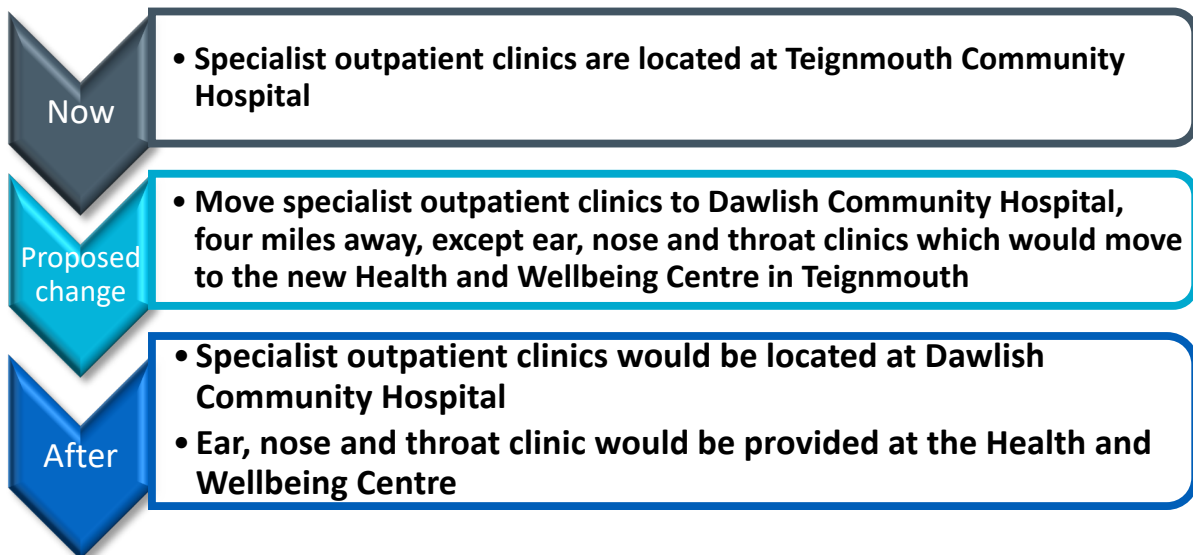 Now
• Specialist outpatient clinics are located at Teignmouth Community
Hospital
Proposed
change
• Move specialist outpatient clinics to Dawlish Community Hospital,
four miles away, except ear, nose and throat clinics which would move
to the new Health and Wellbeing Centre in Teignmouth
After
• Specialist outpatient clinics would be located at Dawlish
Community Hospital
• Ear, nose and throat clinic would be provided at the Health and
Wellbeing Centre